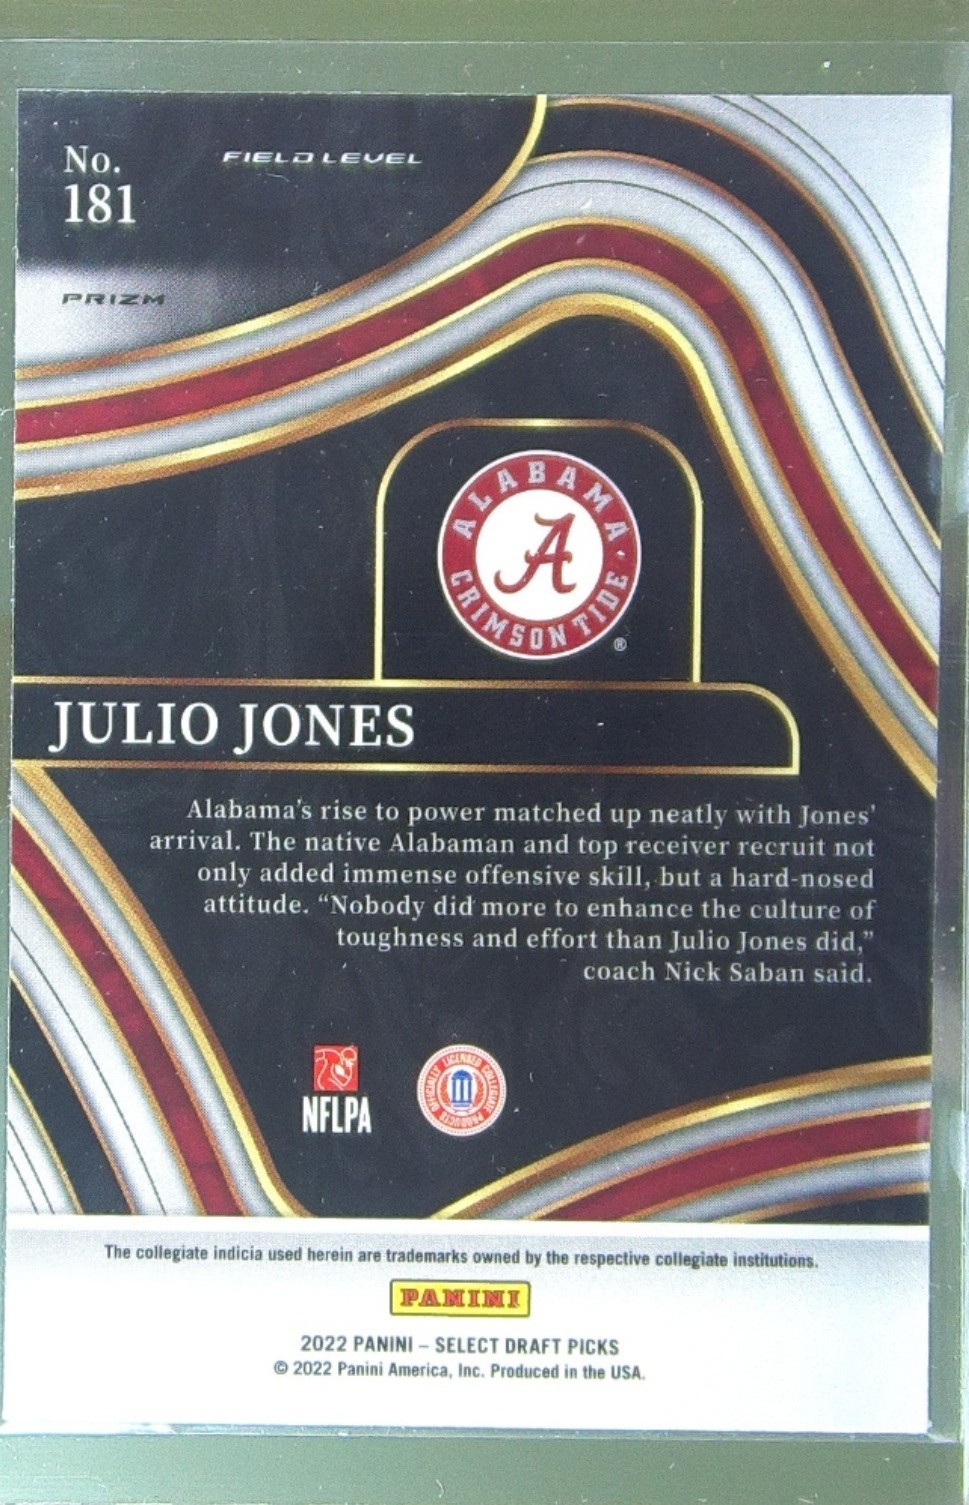 No.
181
FIELD LEVEL
PRIZM
ALABAMA
A
CRIMSON TIDE
®
JULIO JONES
Alabama's rise to power matched up neatly with Jones'
arrival. The native Alabaman and top receiver recruit not
only added immense offensive skill, but a hard-nosed
attitude. “Nobody did more to enhance the culture of
toughness and effort than Julio Jones did,”
coach Nick Saban said.
NFLPA
OFFICIALLY LICENSED COLLEGIATE PRODUCTS
The collegiate indicia used herein are trademarks owned by the respective collegiate institutions.
PANINI
2022 PANINI – SELECT DRAFT PICKS
© 2022 Panini America, Inc. Produced in the USA.